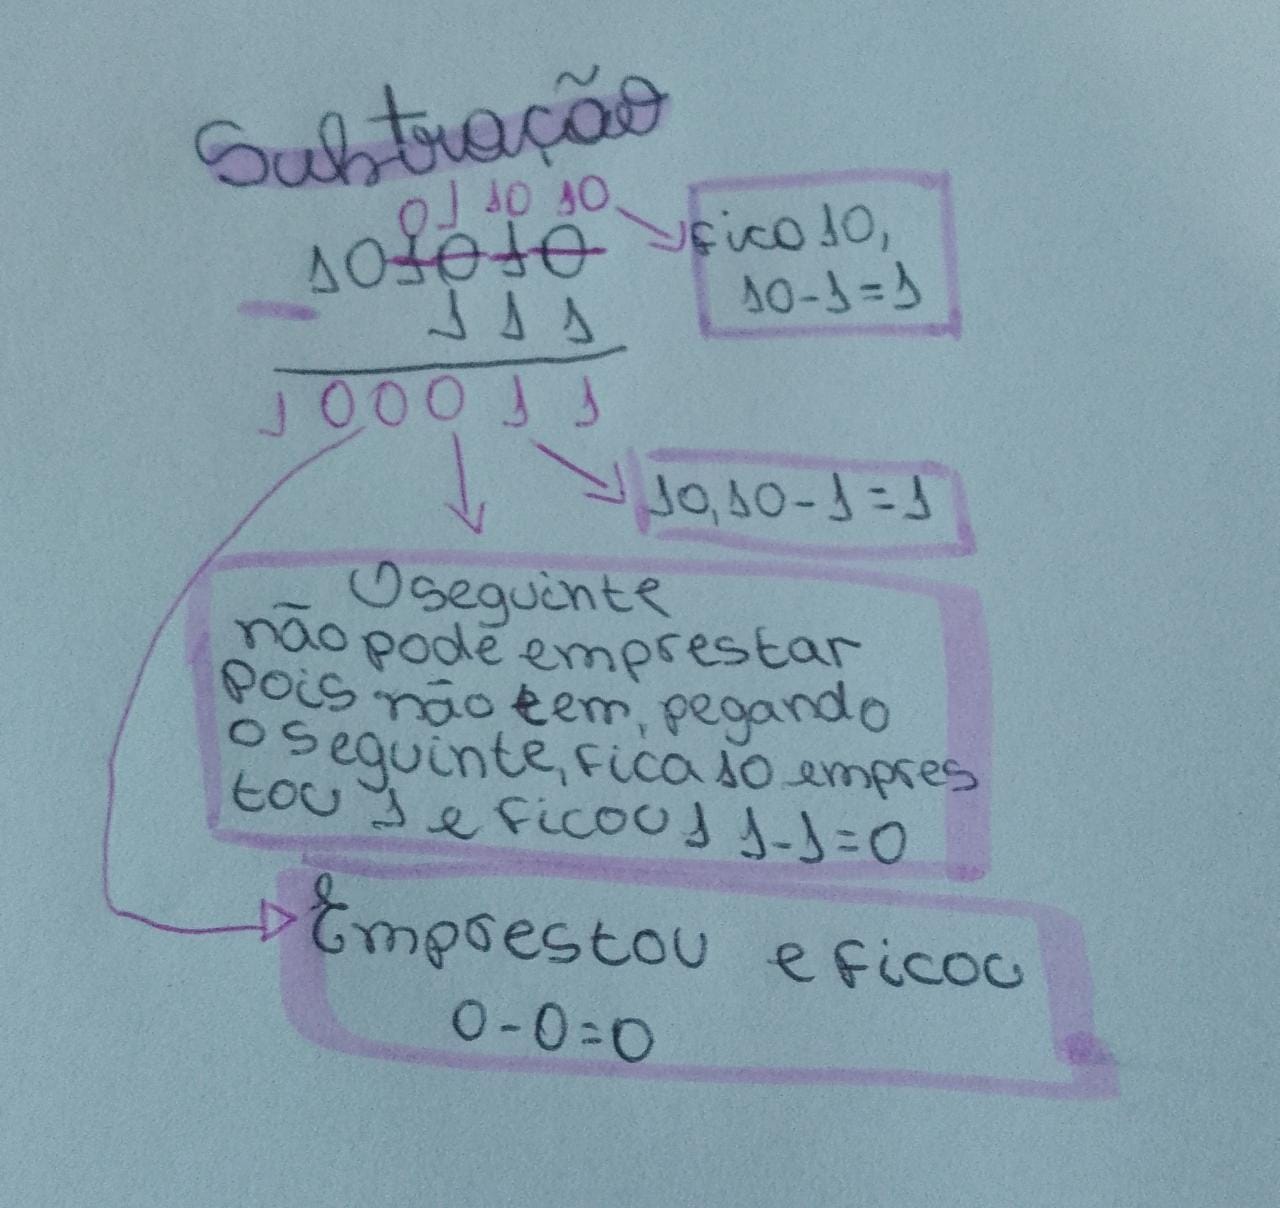 Subtração
0 1 10 10
101010
- 111
100011
fico 10,
10-1=1
10,10-1=1
O seguinte
não pode emprestar
Pois não tem, pegando
o seguinte, fica 10 empres
tou 1 e ficou 1 1-1=0
Emprestou e ficou
0-0=0